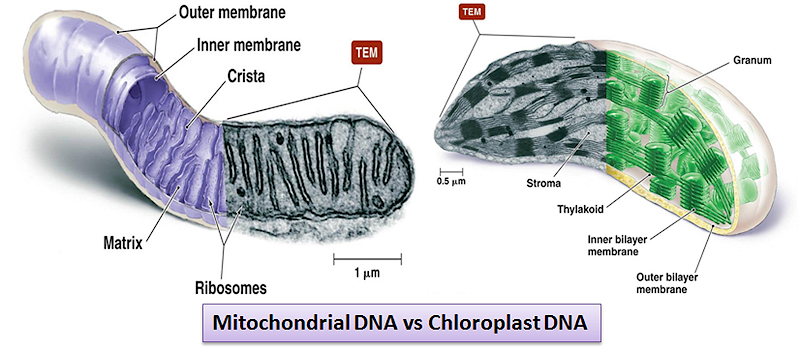 Outer membrane
Inner membrane
Crista
TEM
Matrix
Ribosomes
1 µm
TEM
Granum
0.5 µm
Stroma
Thylakoid
Inner bilayer
membrane
Outer bilayer
membrane
Mitochondrial DNA vs Chloroplast DNA